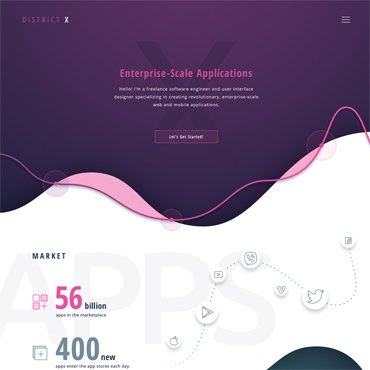 DISTRICT X
X
Enterprise-Scale Applications
Hello! I'm a freelance software engineer and user interface
designer specializing in creating revolutionary, enterprise-scale
web and mobile applications.
Let's Get Started!
MARKET
APPS
56 billion
apps in the marketplace
400 new
apps enter the app stores each day.